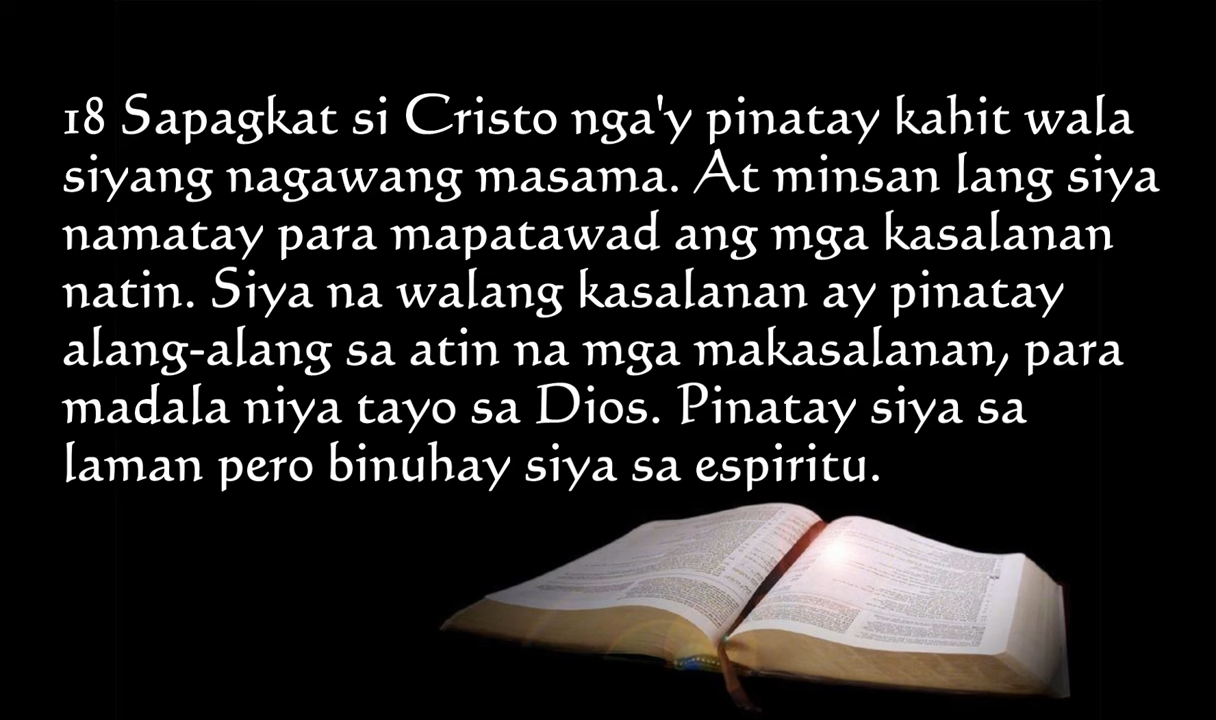 18 Sapagkat si Cristo nga'y pinatay kahit wala
siyang nagawang masama. At minsan lang siya
namatay para mapatawad ang mga kasalanan
natin. Siya na walang kasalanan ay pinatay
alang-alang sa atin na mga makasalanan, para
madala niya tayo sa Dios. Pinatay siya sa
laman pero binuhay siya sa espiritu.